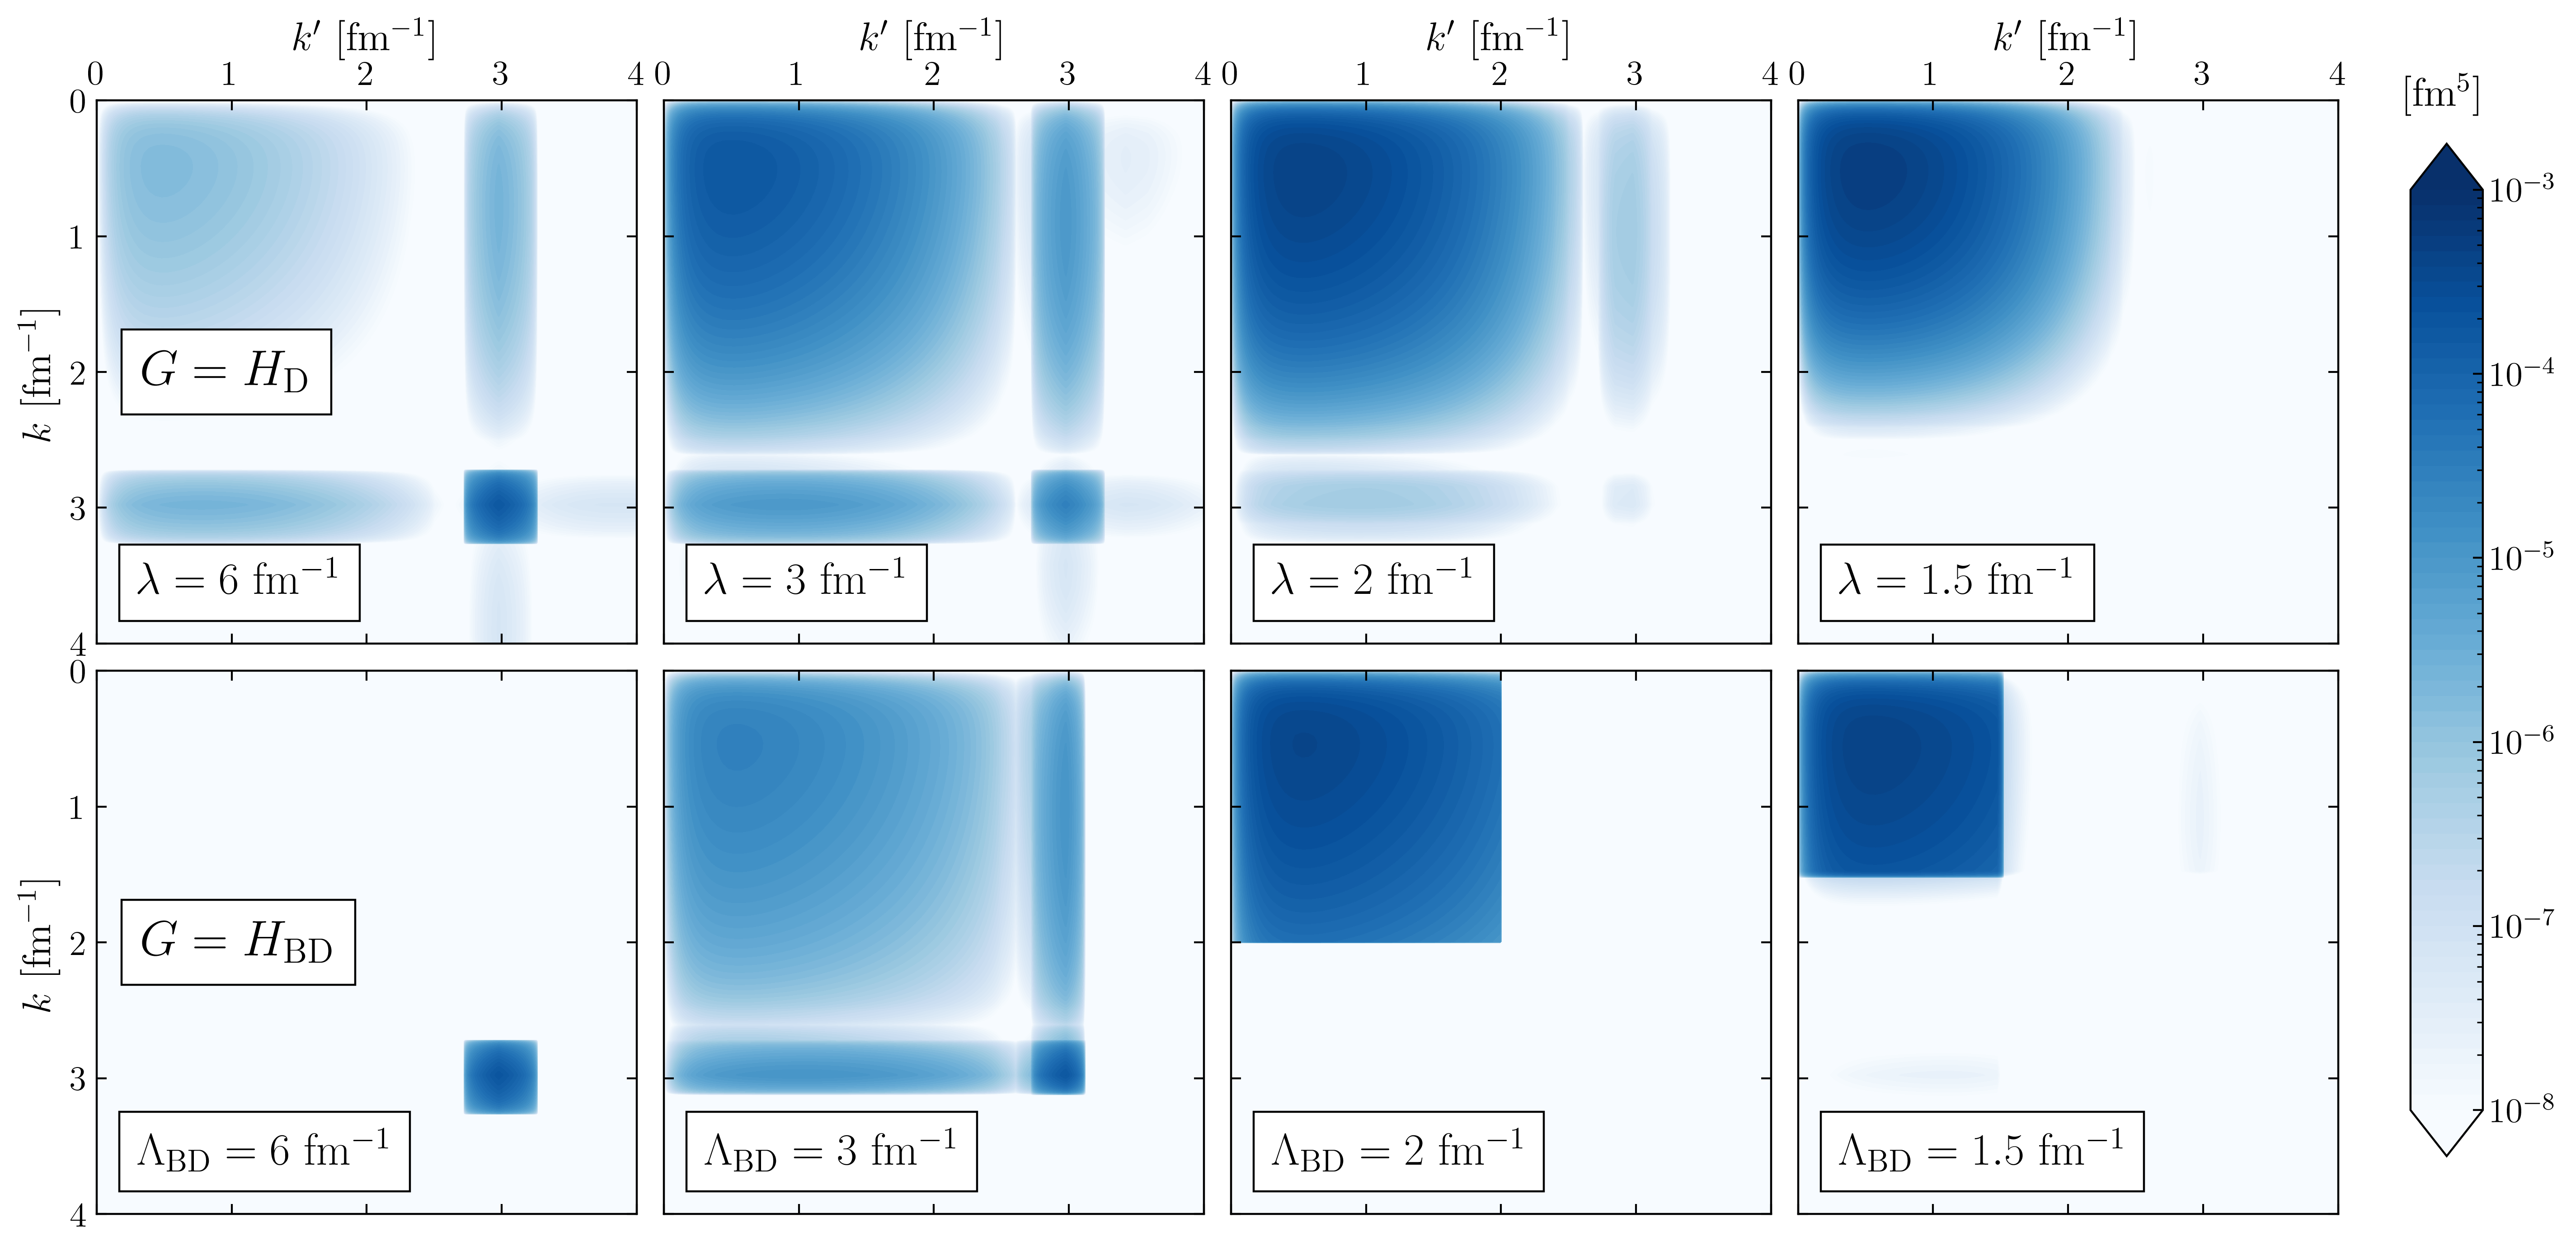 k′ [fm⁻¹] k′ [fm⁻¹] k′ [fm⁻¹] k′ [fm⁻¹]
0 1 2 3 4 0 1 2 3 4 0 1 2 3 4 0 1 2 3 4
[fm⁵]
0
1
2
3
4
k [fm⁻¹]
G = H_D
λ = 6 fm⁻¹
λ = 3 fm⁻¹
λ = 2 fm⁻¹
λ = 1.5 fm⁻¹
0
1
2
3
4
k [fm⁻¹]
G = H_BD
Λ_BD = 6 fm⁻¹
Λ_BD = 3 fm⁻¹
Λ_BD = 2 fm⁻¹
Λ_BD = 1.5 fm⁻¹
10⁻³
10⁻⁴
10⁻⁵
10⁻⁶
10⁻⁷
10⁻⁸